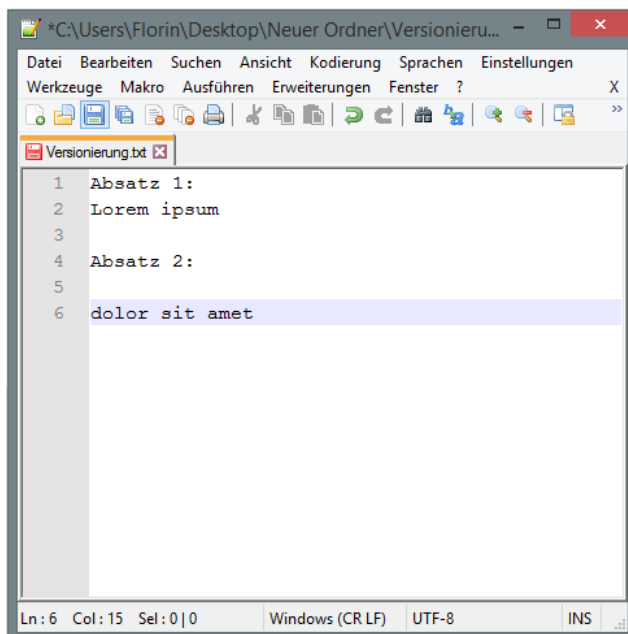 *C:\Users\Florin\Desktop\Neuer Ordner\Versionieru...
Datei Bearbeiten Suchen Ansicht Kodierung Sprachen Einstellungen
Werkzeuge Makro Ausführen Erweiterungen Fenster ? X
Versionierung.txt
1 Absatz 1:
2 Lorem ipsum
3
4 Absatz 2:
5
6 dolor sit amet
Ln : 6 Col : 15 Sel : 0 | 0 Windows (CR LF) UTF-8 INS